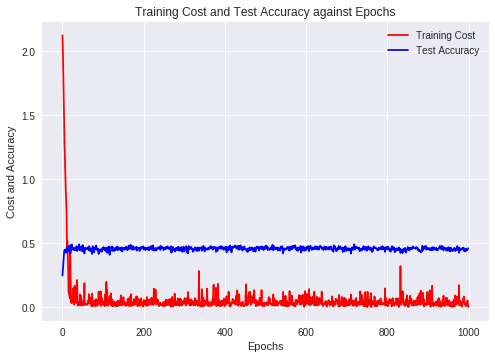 Training Cost and Test Accuracy against Epochs
Training Cost
Test Accuracy
Cost and Accuracy
2.0
1.5
1.0
0.5
0.0
0
200
400
600
800
1000
Epochs